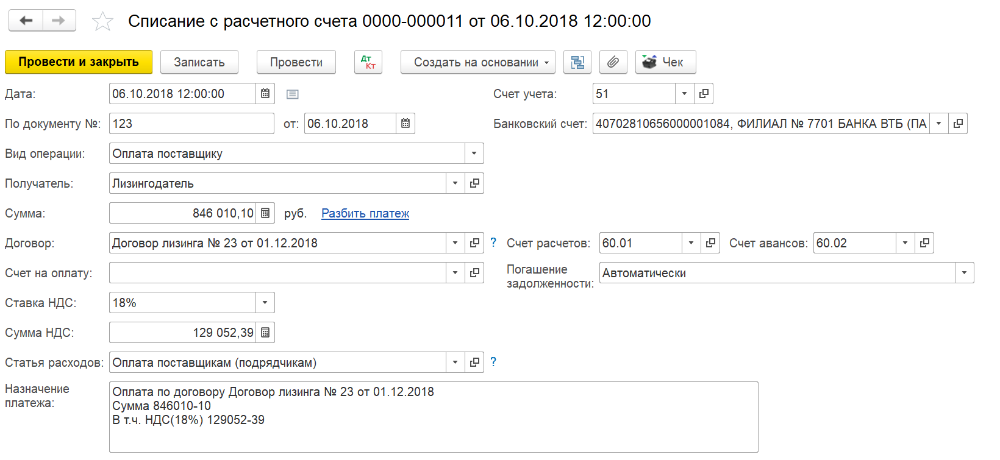 Списание с расчетного счета 0000-000011 от 06.10.2018 12:00:00
Провести и закрыть Записать Провести Дт Кт Создать на основании Чек
Дата: 06.10.2018 12:00:00 Счет учета: 51
По документу №: 123 от: 06.10.2018 Банковский счет: 40702810656000001084, ФИЛИАЛ № 7701 БАНКА ВТБ (ПА
Вид операции: Оплата поставщику
Получатель: Лизингодатель
Сумма: 846 010,10 руб. Разбить платеж
Договор: Договор лизинга № 23 от 01.12.2018 ? Счет расчетов: 60.01 Счет авансов: 60.02
Счет на оплату: Погашение задолженности: Автоматически
Ставка НДС: 18%
Сумма НДС: 129 052,39
Статья расходов: Оплата поставщикам (подрядчикам) ?
Назначение платежа:
Оплата по договору Договор лизинга № 23 от 01.12.2018
Сумма 846010-10
В т.ч. НДС(18%) 129052-39